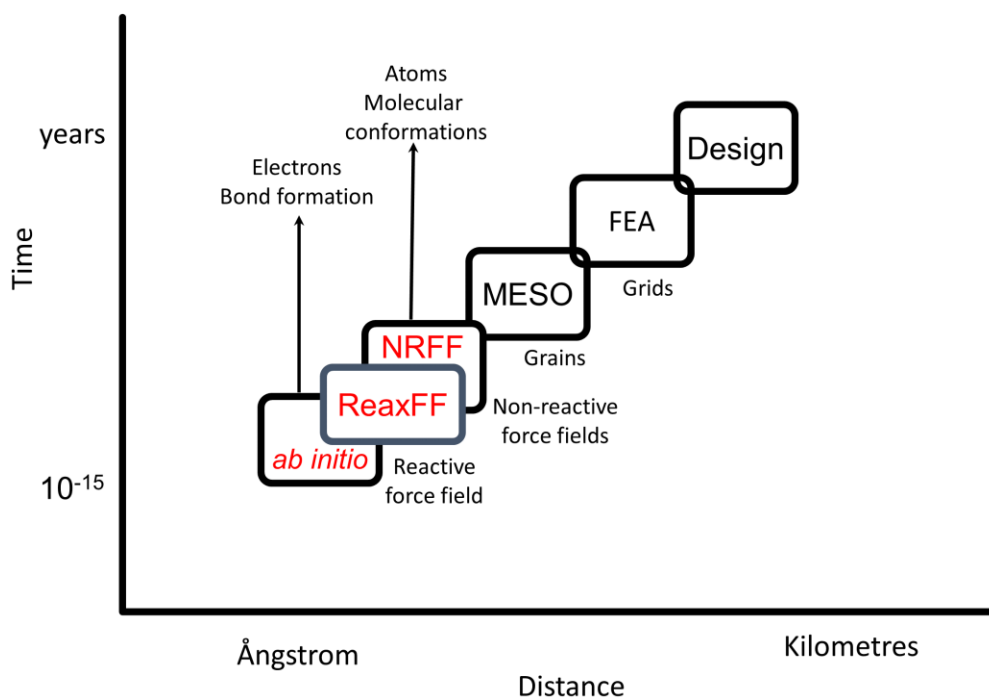 Atoms
Molecular
conformations
years
Design
Electrons
Bond formation
FEA
Time
MESO
Grids
NRFF
Grains
ReaxFF
Non-reactive
force fields
ab initio
Reactive
force field
10⁻¹⁵
Ångstrom
Kilometres
Distance